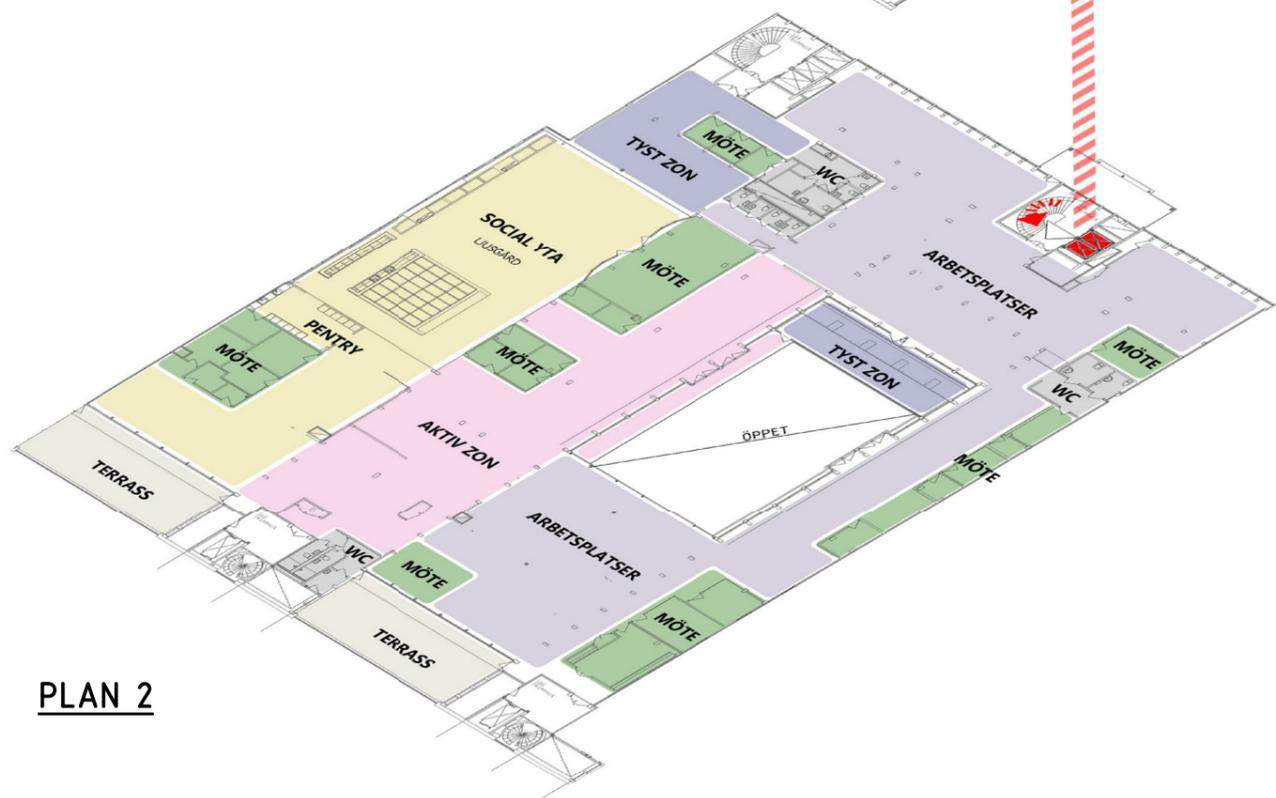 MÖTE
TYST ZON
WC
SOCIAL YTA
LJUSGÅRD
MÖTE
ARBETSPLATSER
PENTRY
MÖTE
MÖTE
TYST ZON
MÖTE
WC
AKTIV ZON
ÖPPET
MÖTE
TERRASS
ARBETSPLATSER
WC
MÖTE
MÖTE
TERRASS
PLAN 2